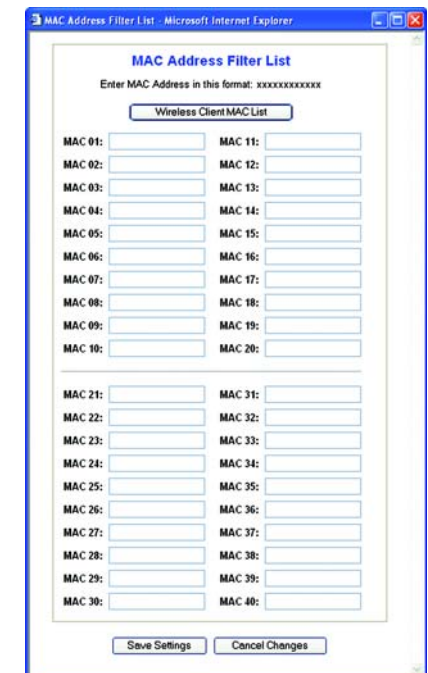 MAC Address Filter List - Microsoft Internet Explorer
MAC Address Filter List
Enter MAC Address in this format: xxxxxxxxxxxx
Wireless Client MAC List
MAC 01: MAC 11:
MAC 02: MAC 12:
MAC 03: MAC 13:
MAC 04: MAC 14:
MAC 05: MAC 15:
MAC 06: MAC 16:
MAC 07: MAC 17:
MAC 08: MAC 18:
MAC 09: MAC 19:
MAC 10: MAC 20:
MAC 21: MAC 31:
MAC 22: MAC 32:
MAC 23: MAC 33:
MAC 24: MAC 34:
MAC 25: MAC 35:
MAC 26: MAC 36:
MAC 27: MAC 37:
MAC 28: MAC 38:
MAC 29: MAC 39:
MAC 30: MAC 40:
Save Settings Cancel Changes